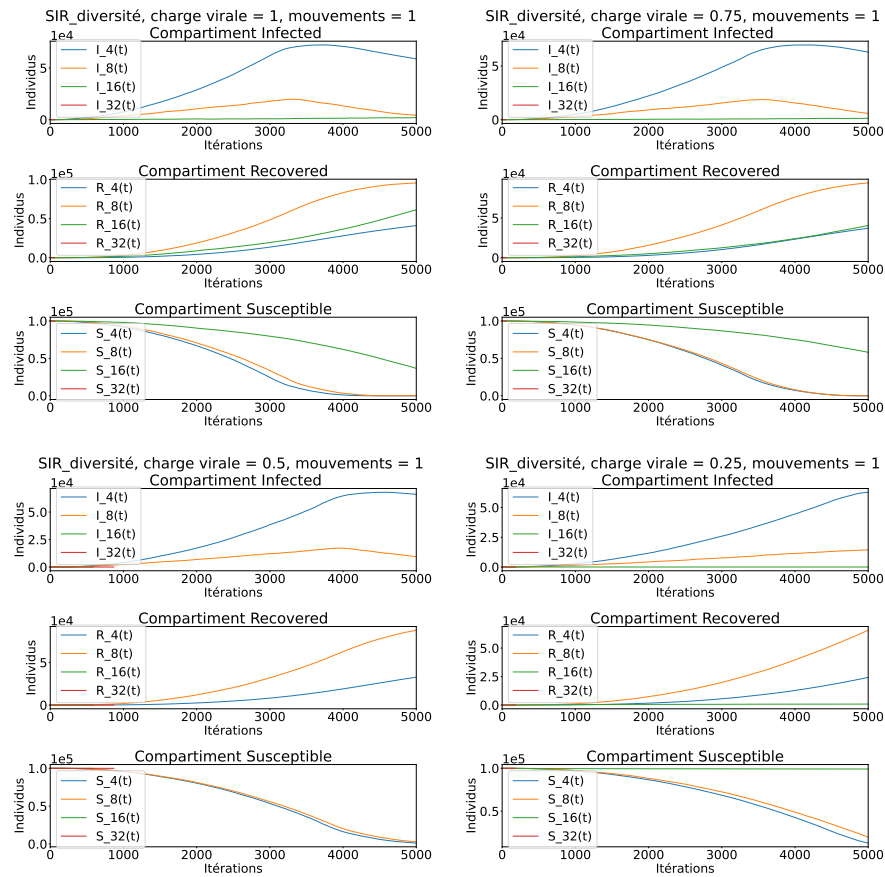 SIR_diversité, charge virale = 1, mouvements = 1
1e4
Compartiment Infected
Individus
5
0
I_4(t)
I_8(t)
I_16(t)
I_32(t)
0 1000 2000 3000 4000 5000
Itérations
1e5
Compartiment Recovered
Individus
1.0
0.5
0.0
R_4(t)
R_8(t)
R_16(t)
R_32(t)
0 1000 2000 3000 4000 5000
Itérations
1e5
Compartiment Susceptible
Individus
1.0
0.5
0.0
S_4(t)
S_8(t)
S_16(t)
S_32(t)
0 1000 2000 3000 4000 5000
Itérations
SIR_diversité, charge virale = 0.75, mouvements = 1
1e4
Compartiment Infected
Individus
5
0
I_4(t)
I_8(t)
I_16(t)
I_32(t)
0 1000 2000 3000 4000 5000
Itérations
1e4
Compartiment Recovered
Individus
5
0
R_4(t)
R_8(t)
R_16(t)
R_32(t)
0 1000 2000 3000 4000 5000
Itérations
1e5
Compartiment Susceptible
Individus
1.0
0.5
0.0
S_4(t)
S_8(t)
S_16(t)
S_32(t)
0 1000 2000 3000 4000 5000
Itérations
SIR_diversité, charge virale = 0.5, mouvements = 1
1e4
Compartiment Infected
Individus
5.0
2.5
0.0
I_4(t)
I_8(t)
I_16(t)
I_32(t)
0 1000 2000 3000 4000 5000
Itérations
1e4
Compartiment Recovered
Individus
5
0
R_4(t)
R_8(t)
R_16(t)
R_32(t)
0 1000 2000 3000 4000 5000
Itérations
1e5
Compartiment Susceptible
Individus
1.0
0.5
0.0
S_4(t)
S_8(t)
S_16(t)
S_32(t)
0 1000 2000 3000 4000 5000
Itérations
SIR_diversité, charge virale = 0.25, mouvements = 1
1e4
Compartiment Infected
Individus
5.0
2.5
0.0
I_4(t)
I_8(t)
I_16(t)
I_32(t)
0 1000 2000 3000 4000 5000
Itérations
1e4
Compartiment Recovered
Individus
5.0
2.5
0.0
R_4(t)
R_8(t)
R_16(t)
R_32(t)
0 1000 2000 3000 4000 5000
Itérations
1e5
Compartiment Susceptible
Individus
1.0
0.5
S_4(t)
S_8(t)
S_16(t)
S_32(t)
0 1000 2000 3000 4000 5000
Itérations